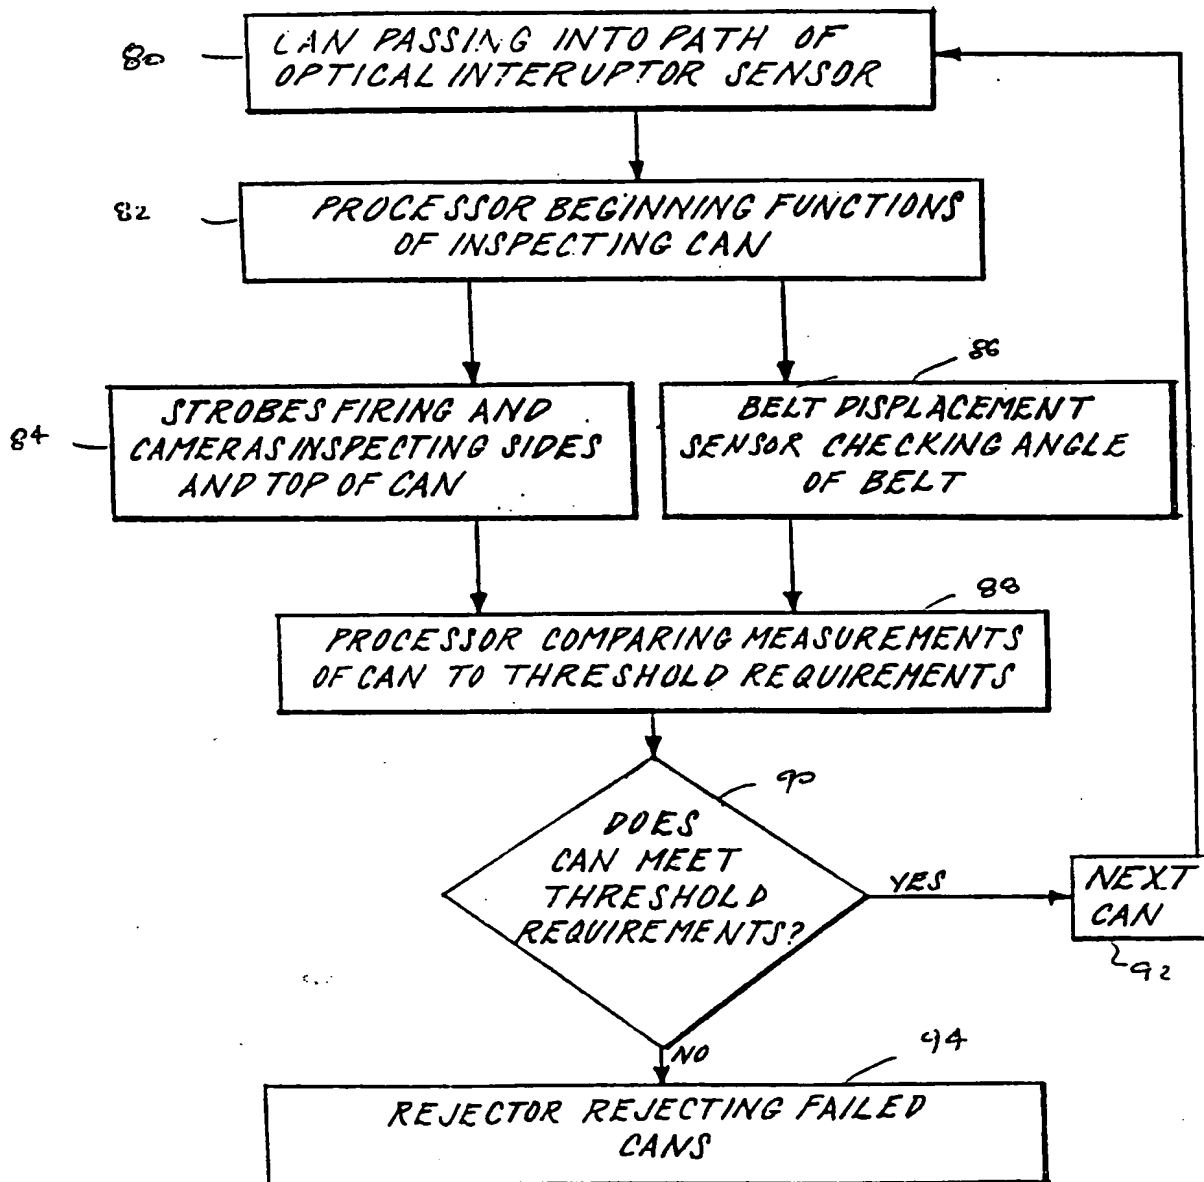 80
CAN PASSING INTO PATH OF
OPTICAL INTERUPTOR SENSOR
82
PROCESSOR BEGINNING FUNCTIONS
OF INSPECTING CAN
84
STROBES FIRING AND
CAMERAS INSPECTING SIDES
AND TOP OF CAN
86
BELT DISPLACEMENT
SENSOR CHECKING ANGLE
OF BELT
88
PROCESSOR COMPARING MEASUREMENTS
OF CAN TO THRESHOLD REQUIREMENTS
90
DOES
CAN MEET
THRESHOLD
REQUIREMENTS?
YES
NEXT
CAN
92
NO
94
REJECTOR REJECTING FAILED
CANS